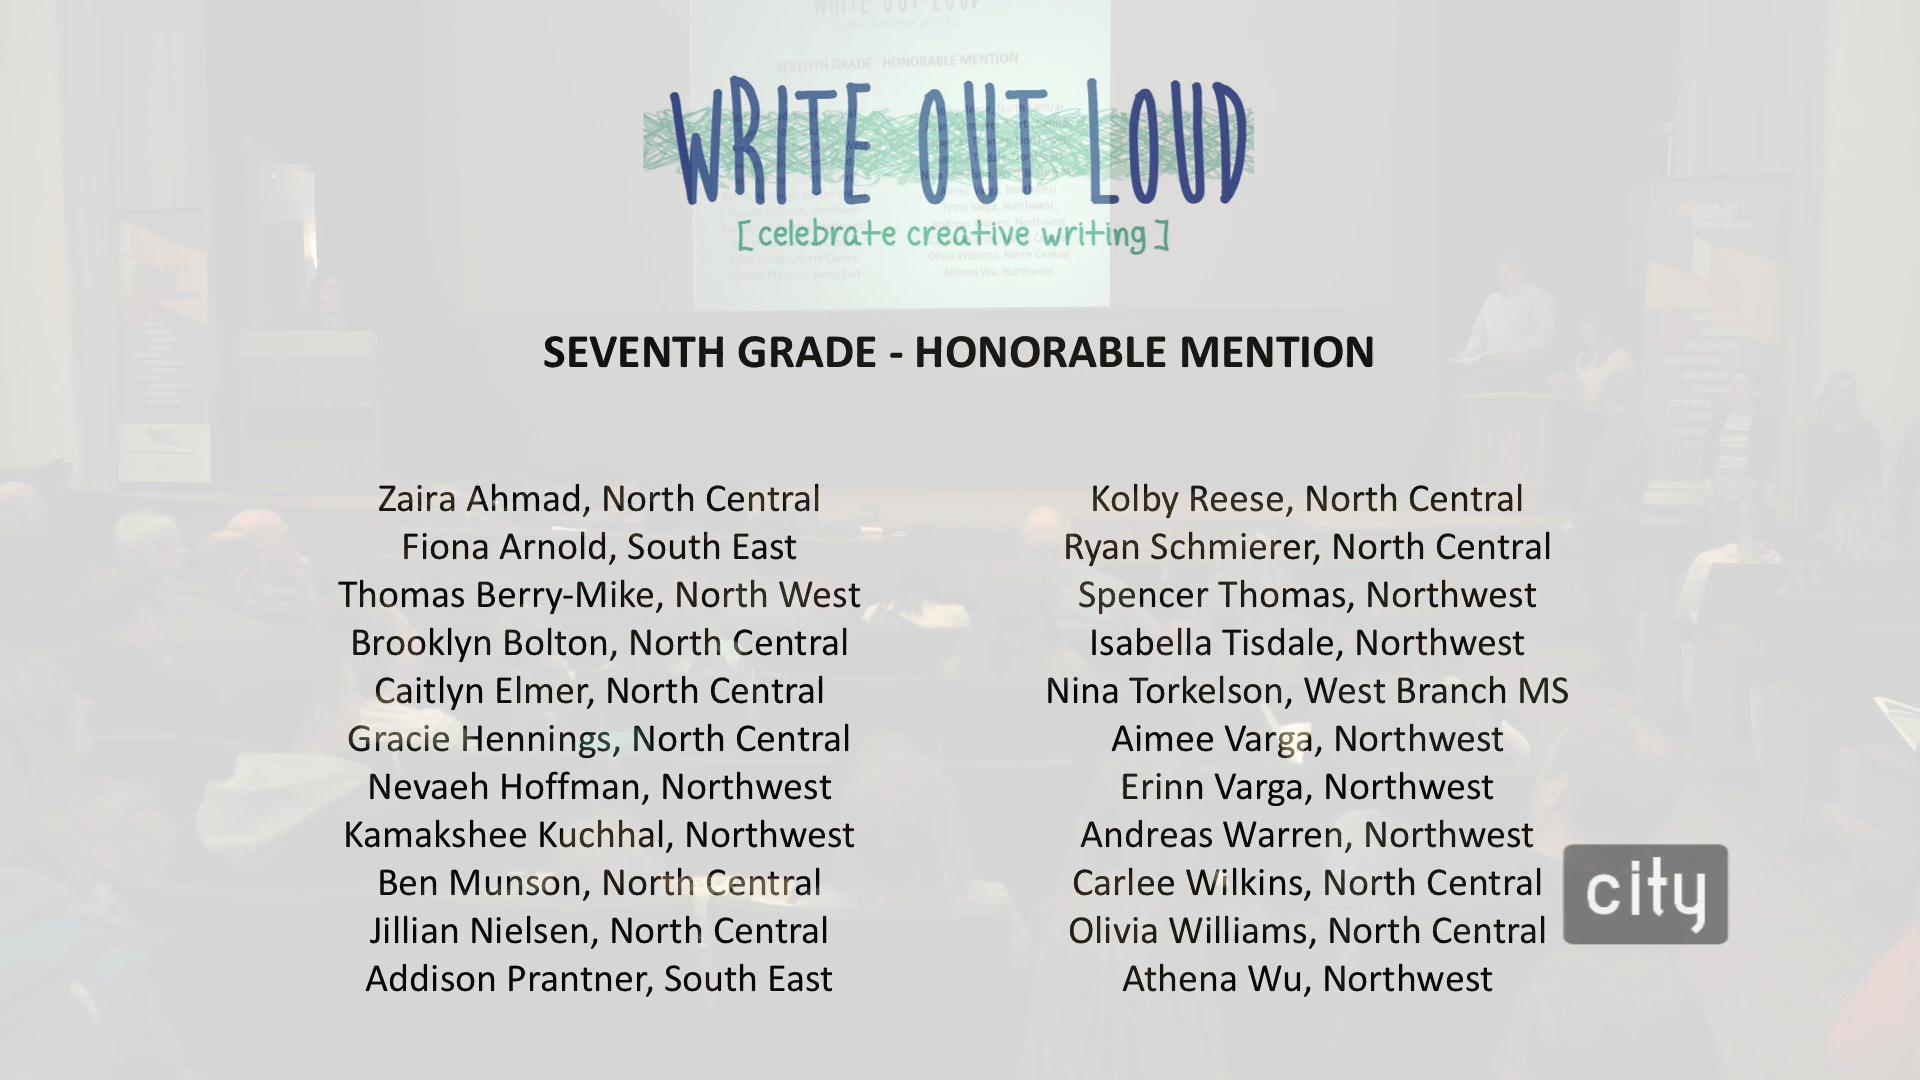 WRITE OUT LOUD
[celebrate creative writing]
SEVENTH GRADE - HONORABLE MENTION
Zaira Ahmad, North Central
Fiona Arnold, South East
Thomas Berry-Mike, North West
Brooklyn Bolton, North Central
Caitlyn Elmer, North Central
Gracie Hennings, North Central
Nevaeh Hoffman, Northwest
Kamakshee Kuchhal, Northwest
Ben Munson, North Central
Jillian Nielsen, North Central
Addison Prantner, South East
Kolby Reese, North Central
Ryan Schmierer, North Central
Spencer Thomas, Northwest
Isabella Tisdale, Northwest
Nina Torkelson, West Branch MS
Aimee Varga, Northwest
Erinn Varga, Northwest
Andreas Warren, Northwest
Carlee Wilkins, North Central
Olivia Williams, North Central
Athena Wu, Northwest
city